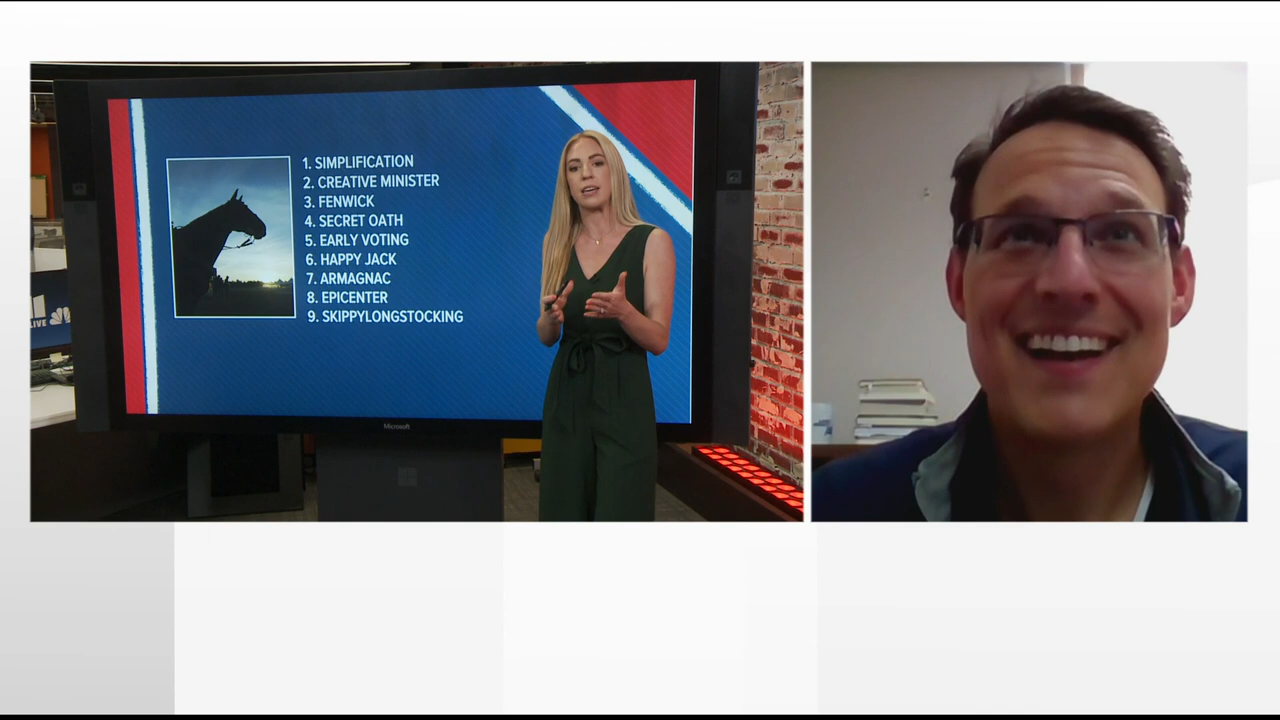 1. SIMPLIFICATION
2. CREATIVE MINISTER
3. FENWICK
4. SECRET OATH
5. EARLY VOTING
6. HAPPY JACK
7. ARMAGNAC
8. EPICENTER
9. SKIPPYLONGSTOCKING
LIVE
Microsoft